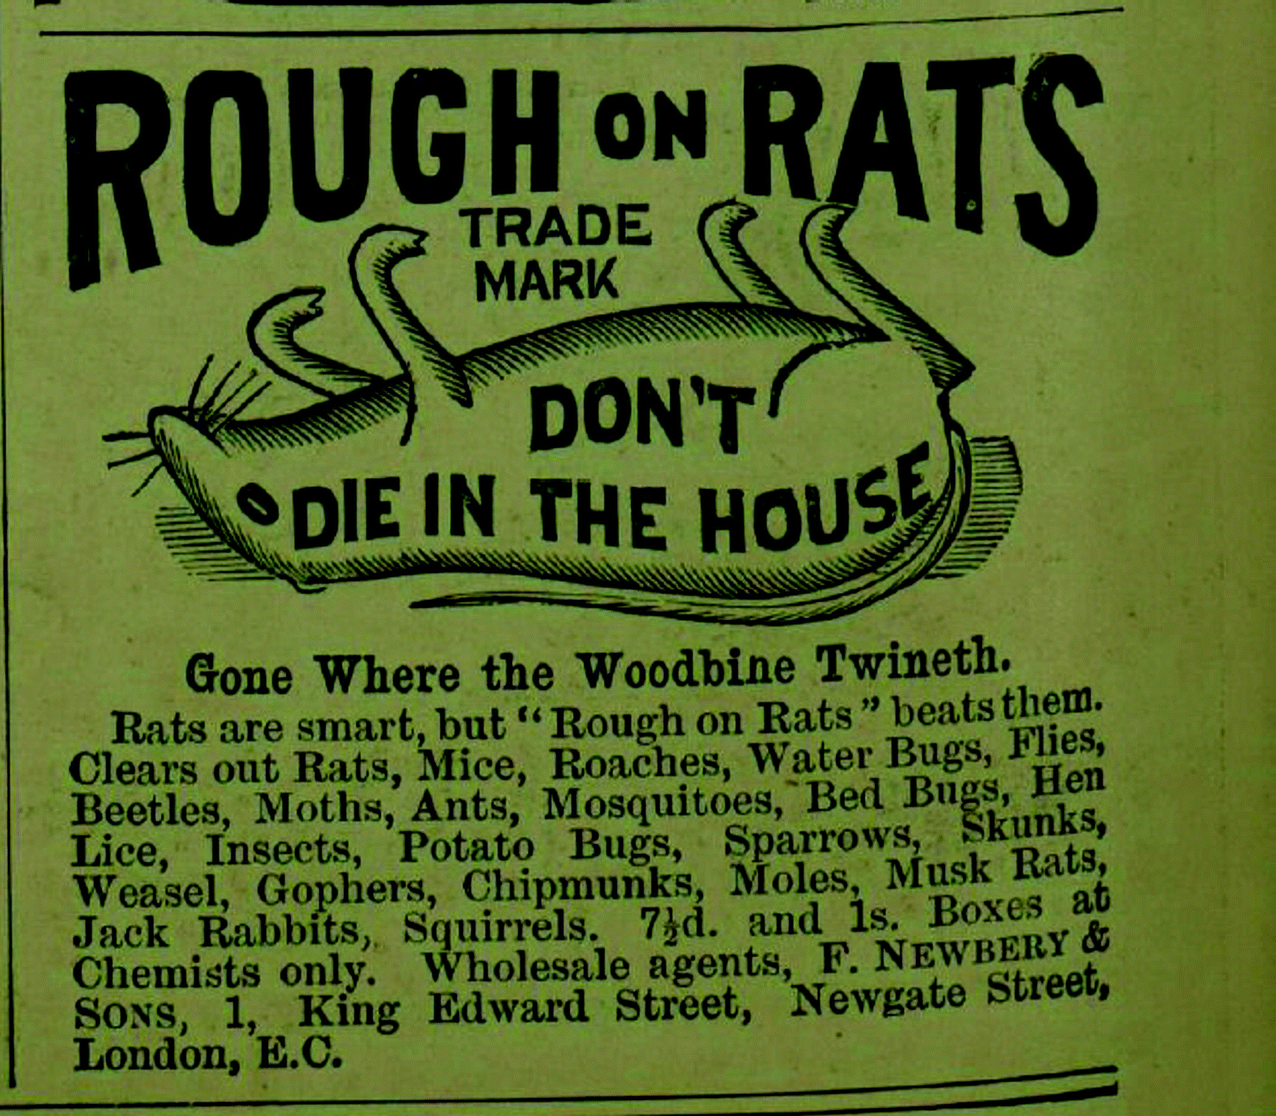 ROUGH ON RATS
TRADE
MARK
DON'T
DIE IN THE HOUSE
Gone Where the Woodbine Twineth.
Rats are smart, but “Rough on Rats” beats them.
Clears out Rats, Mice, Roaches, Water Bugs, Flies,
Beetles, Moths, Ants, Mosquitoes, Bed Bugs, Hen
Lice, Insects, Potato Bugs, Sparrows, Skunks,
Weasel, Gophers, Chipmunks, Moles, Musk Rats,
Jack Rabbits, Squirrels. 7½d. and 1s. Boxes at
Chemists only. Wholesale agents, F. NEWBERY &
SONS, 1, King Edward Street, Newgate Street,
London, E.C.